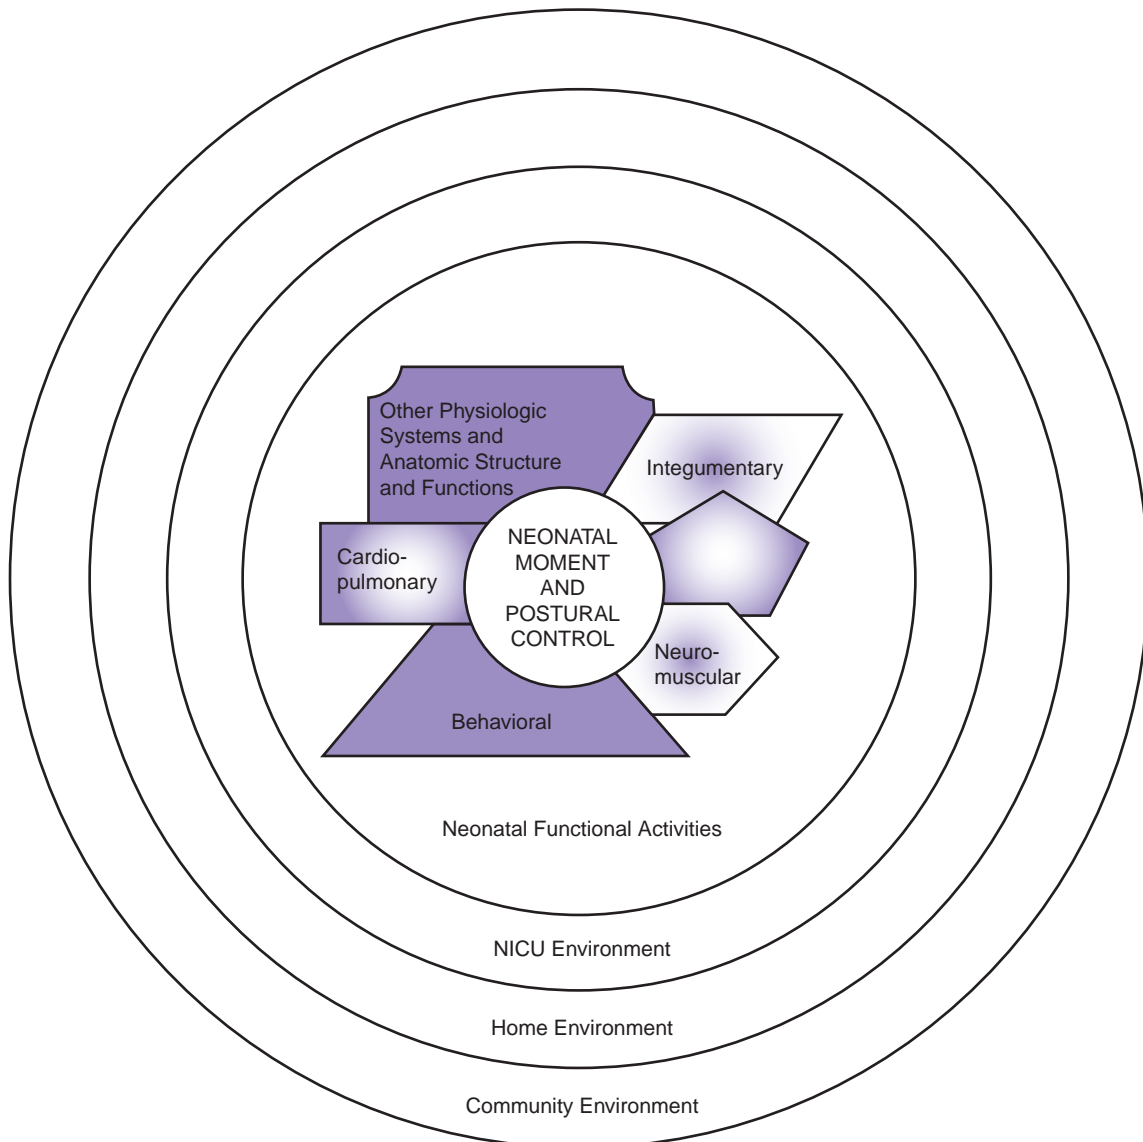 Other Physiologic
Systems and
Anatomic Structure
and Functions
Integumentary
Cardio-
pulmonary
NEONATAL
MOMENT
AND
POSTURAL
CONTROL
Neuro-
muscular
Behavioral
Neonatal Functional Activities
NICU Environment
Home Environment
Community Environment